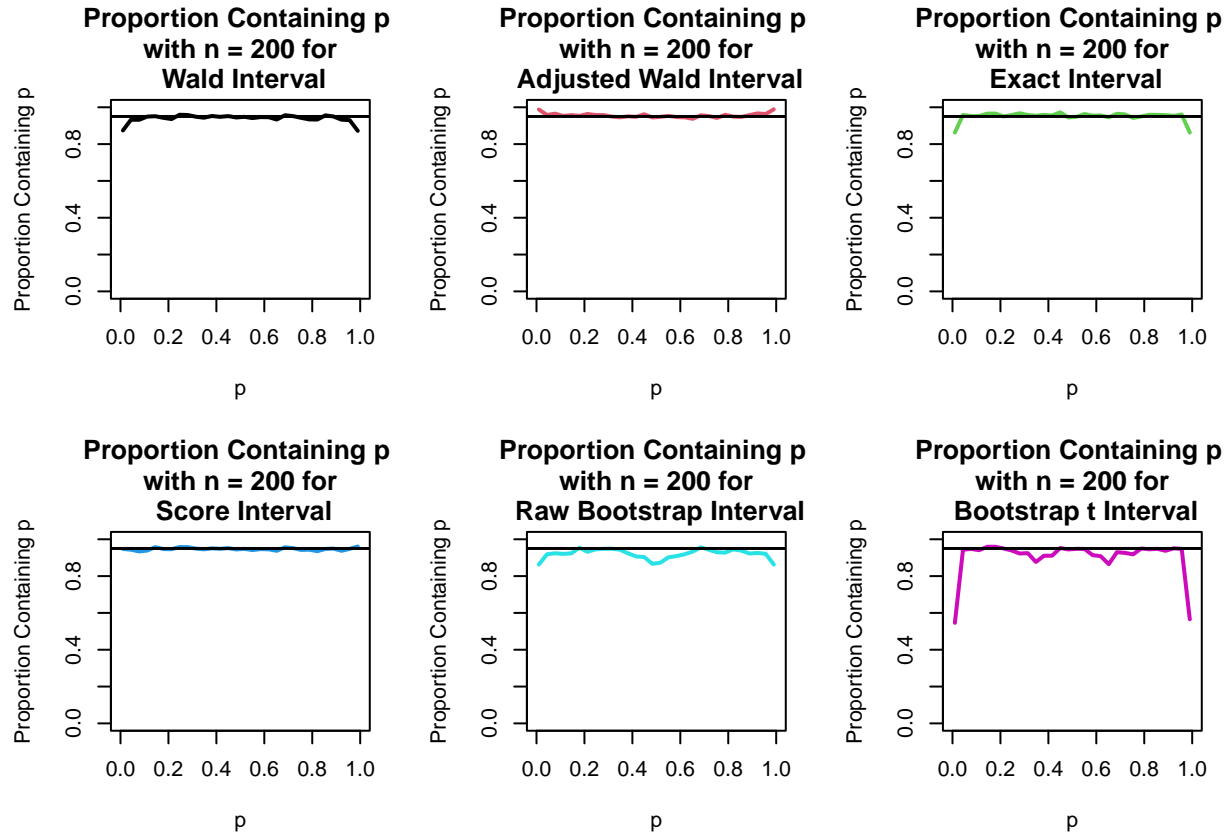 Proportion Containing p
with n = 200 for
Wald Interval
Proportion Containing p
0.0 0.4 0.8
0.0 0.2 0.4 0.6 0.8 1.0
p
Proportion Containing p
with n = 200 for
Adjusted Wald Interval
Proportion Containing p
0.0 0.4 0.8
0.0 0.2 0.4 0.6 0.8 1.0
p
Proportion Containing p
with n = 200 for
Exact Interval
Proportion Containing p
0.0 0.4 0.8
0.0 0.2 0.4 0.6 0.8 1.0
p
Proportion Containing p
with n = 200 for
Score Interval
Proportion Containing p
0.0 0.4 0.8
0.0 0.2 0.4 0.6 0.8 1.0
p
Proportion Containing p
with n = 200 for
Raw Bootstrap Interval
Proportion Containing p
0.0 0.4 0.8
0.0 0.2 0.4 0.6 0.8 1.0
p
Proportion Containing p
with n = 200 for
Bootstrap t Interval
Proportion Containing p
0.0 0.4 0.8
0.0 0.2 0.4 0.6 0.8 1.0
p